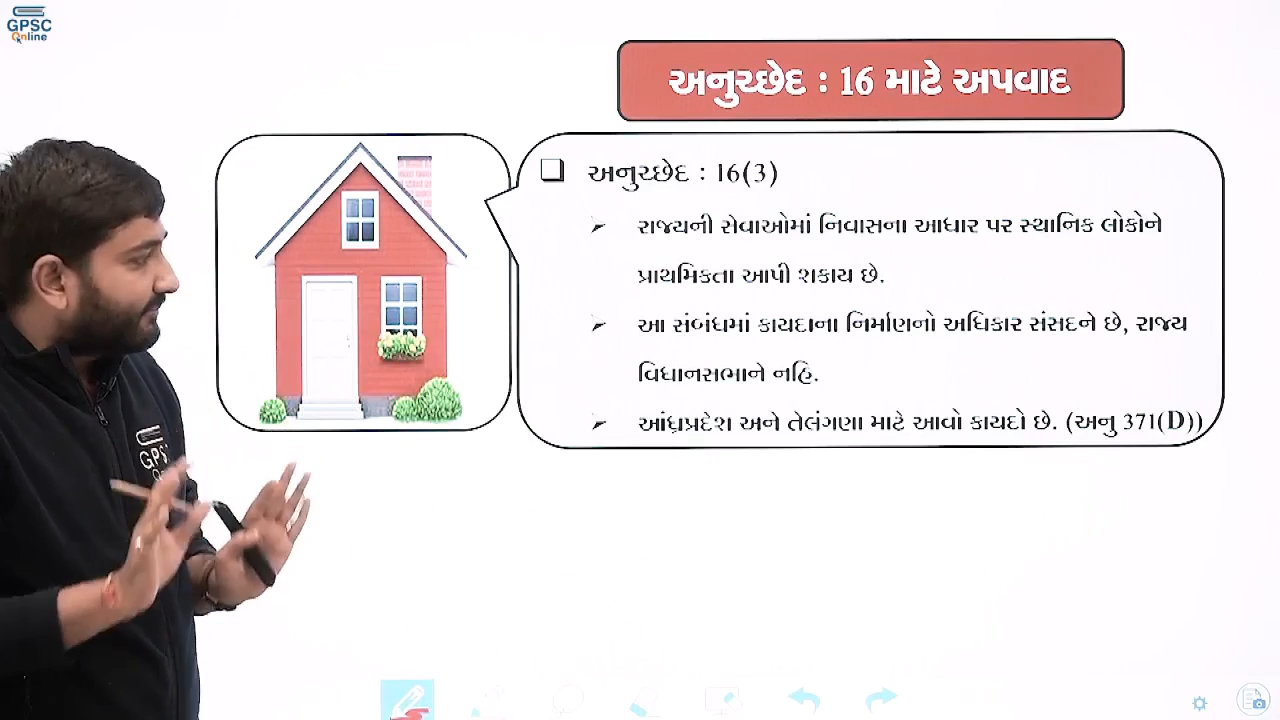 GPSC
Online
અનુચ્છેદ : 16 માટે અપવાદ
❑ અનુચ્છેદ : 16(3)
➢ રાજ્યની સેવાઓમાં નિવાસના આધાર પર સ્થાનિક લોકોને
પ્રાથમિકતા આપી શકાય છે.
➢ આ સંબંધમાં કાયદાના નિર્માણનો અધિકાર સંસદને છે, રાજ્ય
વિધાનસભાને નહિ.
➢ આંધ્રપ્રદેશ અને તેલંગણા માટે આવો કાયદો છે. (અનુ 371(D))
GPS